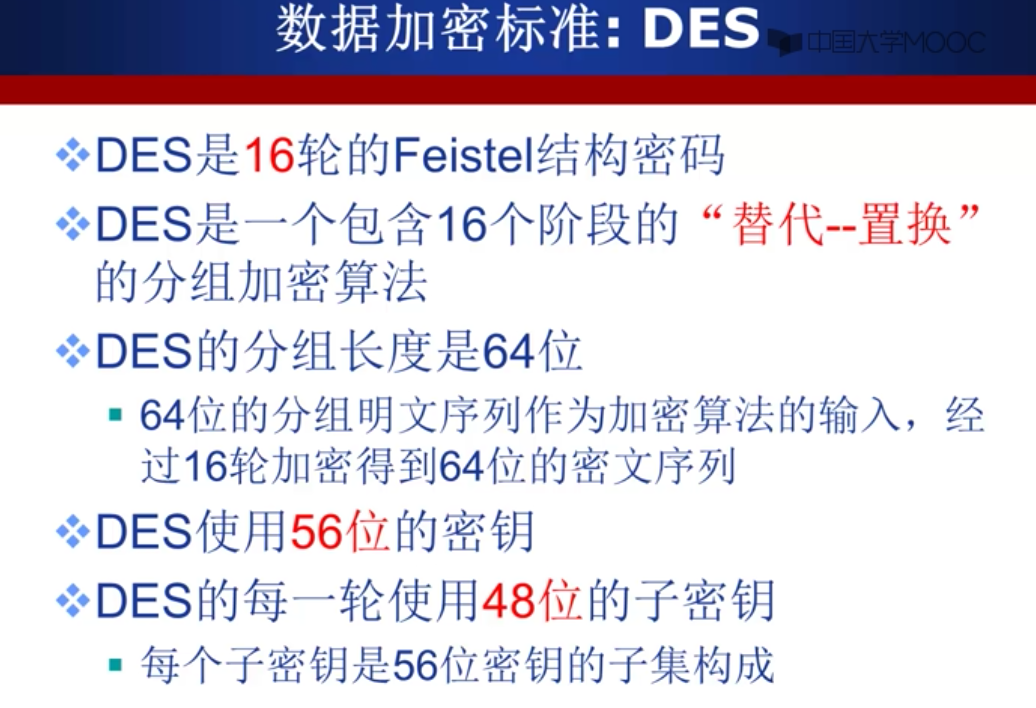 数据加密标准: DES
中国大学MOOC
DES是16轮的Feistel结构密码
DES是一个包含16个阶段的“替代--置换”
的分组加密算法
DES的分组长度是64位
64位的分组明文序列作为加密算法的输入，经
过16轮加密得到64位的密文序列
DES使用56位的密钥
DES的每一轮使用48位的子密钥
每个子密钥是56位密钥的子集构成